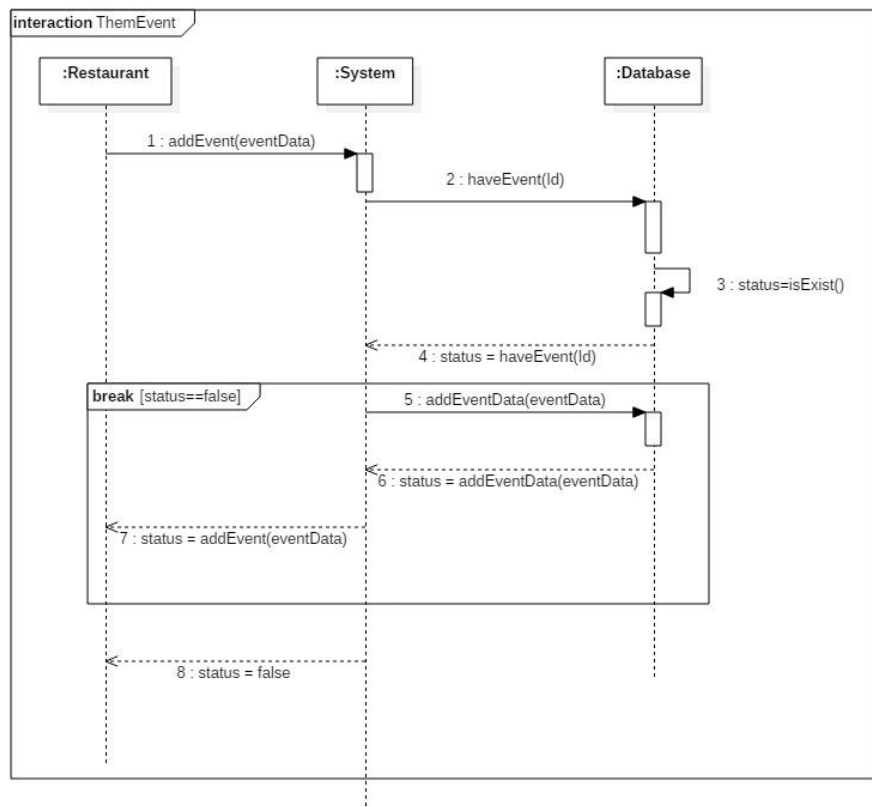 interaction ThemEvent
:Restaurant
:System
:Database
1 : addEvent(eventData)
2 : haveEvent(Id)
3 : status=isExist()
4 : status = haveEvent(Id)
break [status==false]
5 : addEventData(eventData)
6 : status = addEventData(eventData)
7 : status = addEvent(eventData)
8 : status = false